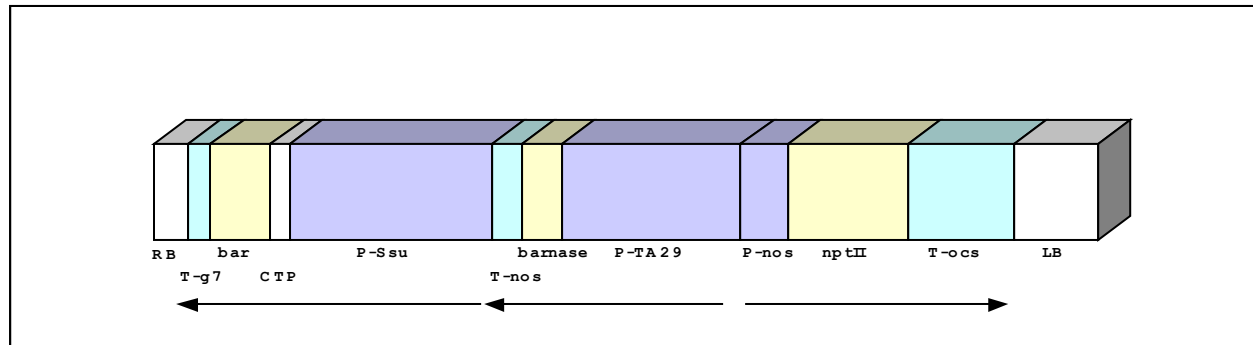 RB bar P-Ssu barnase P-TA29 P-nos nptII T-ocs LB
T-g7 CTP T-nos